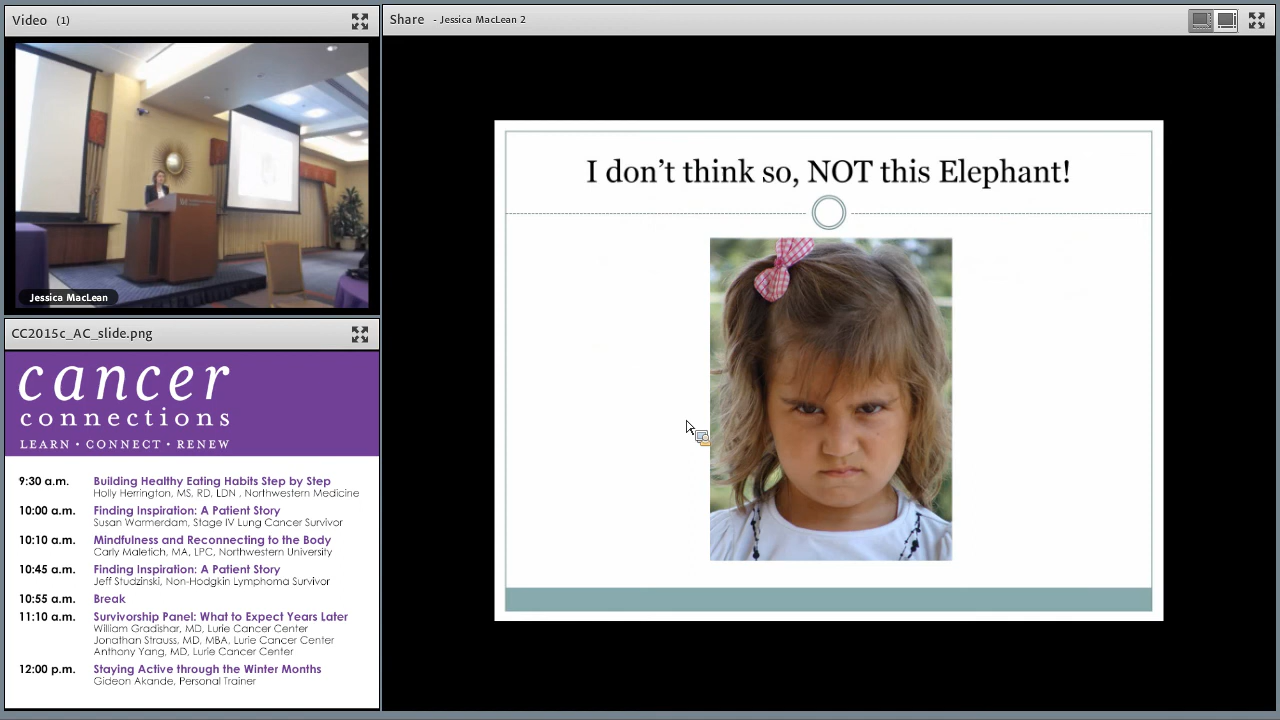 Video (1)
Jessica MacLean
CC2015c_AC_slide.png
cancer
connections
LEARN • CONNECT • RENEW
9:30 a.m. Building Healthy Eating Habits Step by Step
Holly Herrington, MS, RD, LDN , Northwestern Medicine
10:00 a.m. Finding Inspiration: A Patient Story
Susan Warmerdam, Stage IV Lung Cancer Survivor
10:10 a.m. Mindfulness and Reconnecting to the Body
Carly Maletich, MA, LPC, Northwestern University
10:45 a.m. Finding Inspiration: A Patient Story
Jeff Studzinski, Non-Hodgkin Lymphoma Survivor
10:55 a.m. Break
11:10 a.m. Survivorship Panel: What to Expect Years Later
William Gradishar, MD, Lurie Cancer Center
Jonathan Strauss, MD, MBA, Lurie Cancer Center
Anthony Yang, MD, Lurie Cancer Center
12:00 p.m. Staying Active through the Winter Months
Gideon Akande, Personal Trainer
Share - Jessica MacLean 2
I don't think so, NOT this Elephant!